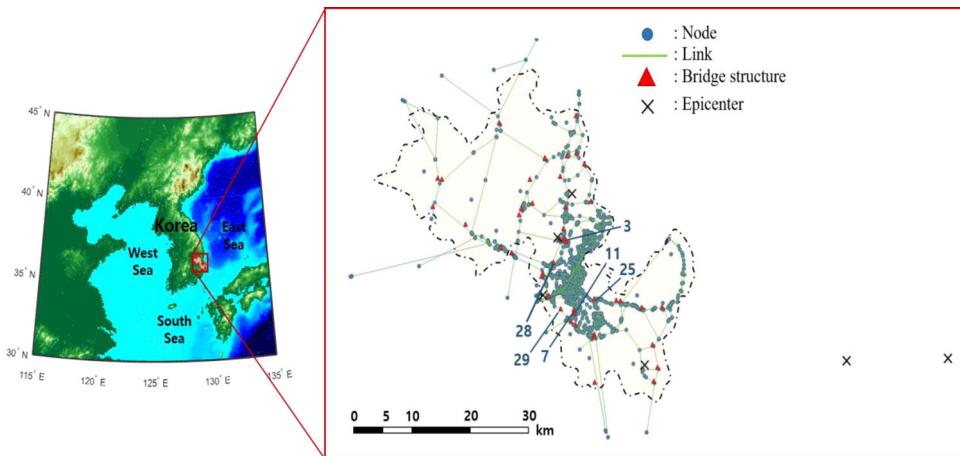 45° N
40° N
35° N
30° N
115° E
120° E
125° E
130° E
135° E
Korea
East
Sea
West
Sea
South
Sea
: Node
: Link
: Bridge structure
: Epicenter
3
11
25
28
29
7
0 5 10 20 30
km